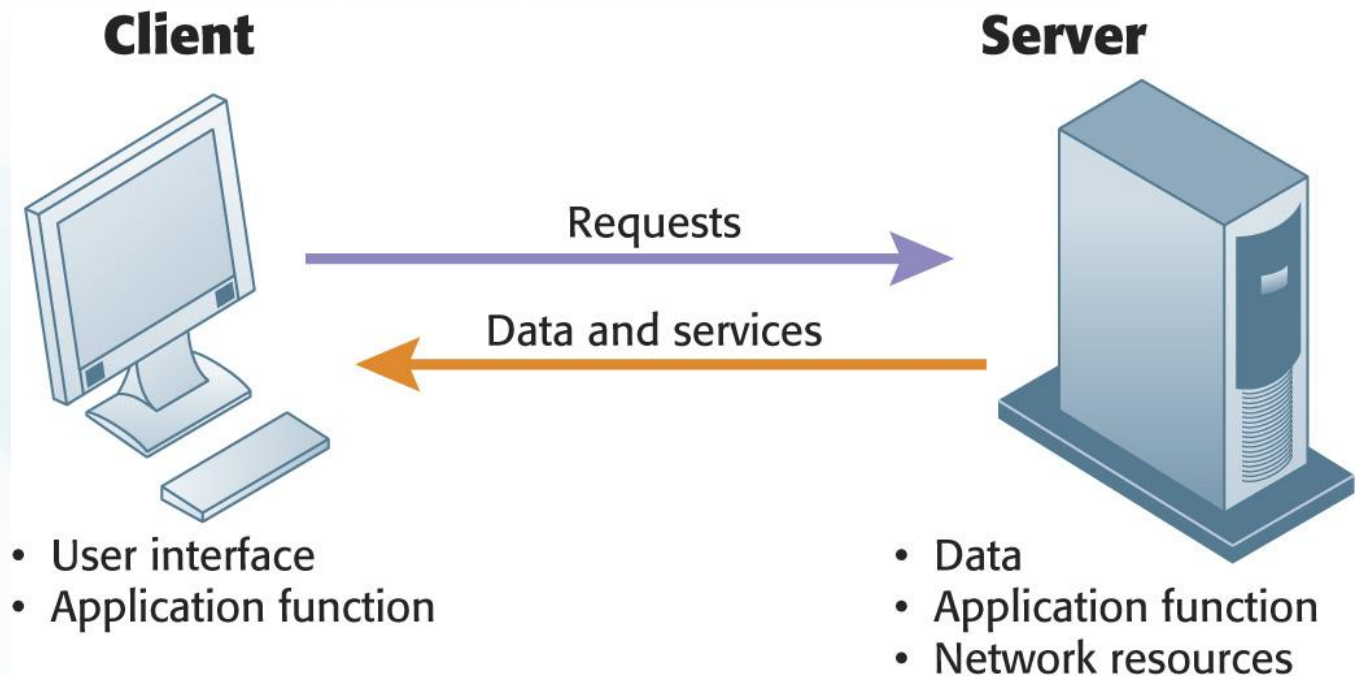 Client
Server
Requests
Data and services
• User interface
• Application function
• Data
• Application function
• Network resources